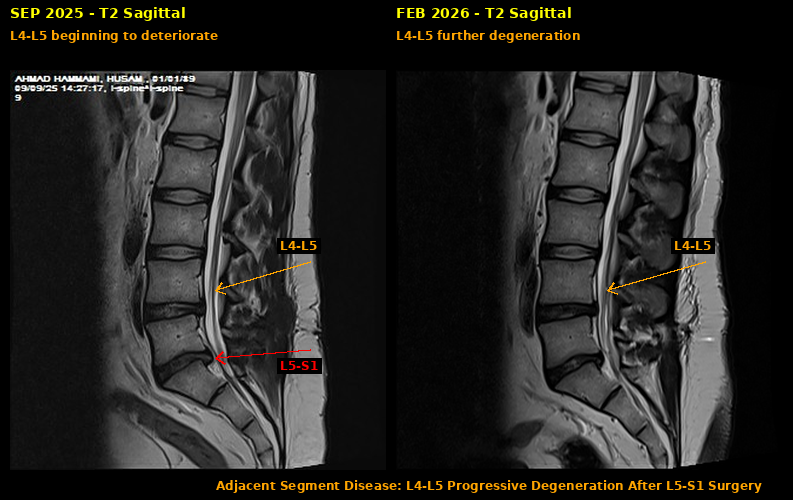 SEP 2025 - T2 Sagittal
L4-L5 beginning to deteriorate
FEB 2026 - T2 Sagittal
L4-L5 further degeneration
AHMAD HAMMAMI, HUSAM , 01/01/89
09/09/25 14:27:17, l-spine^l-spine
9
L4-L5
L5-S1
L4-L5
Adjacent Segment Disease: L4-L5 Progressive Degeneration After L5-S1 Surgery